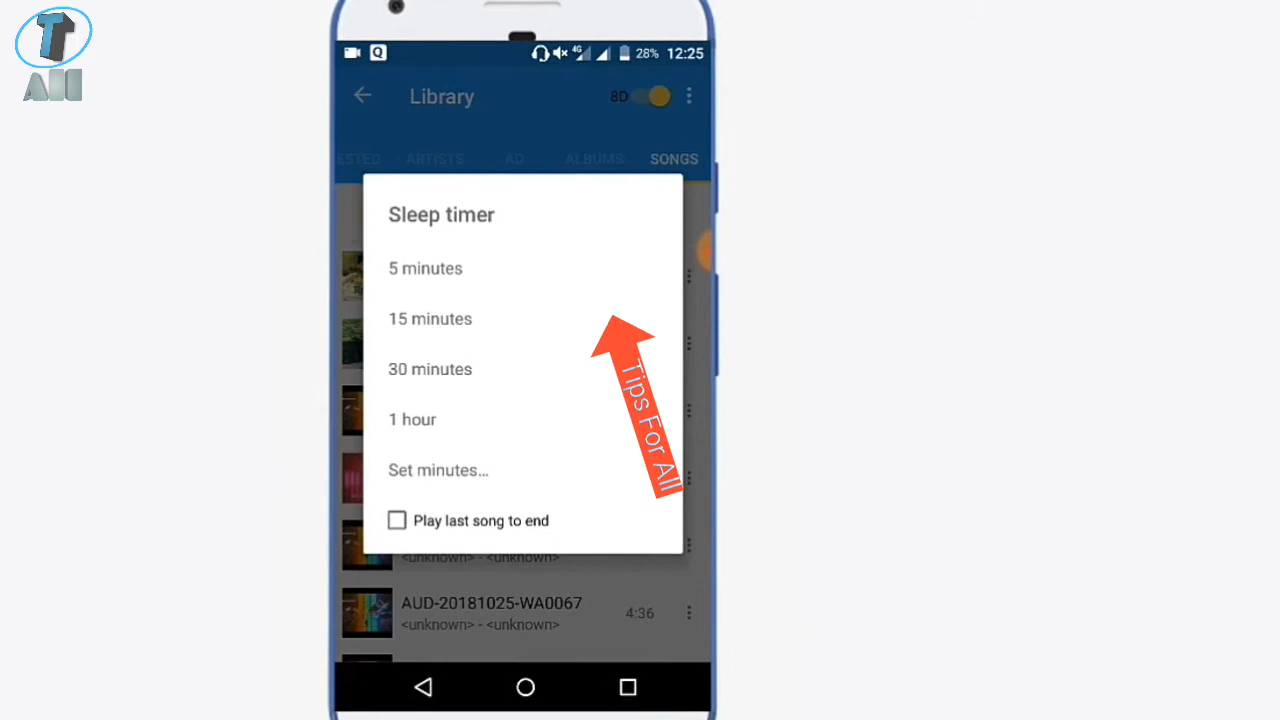 T
All
Q
4G
28% 12:25
Library
8D
ESTED ARTISTS AD ALBUMS SONGS
Sleep timer
5 minutes
15 minutes
30 minutes
1 hour
Set minutes...
Play last song to end
Tips For All
<unknown> - <unknown>
AUD-20181025-WA0067 4:36
<unknown> - <unknown>